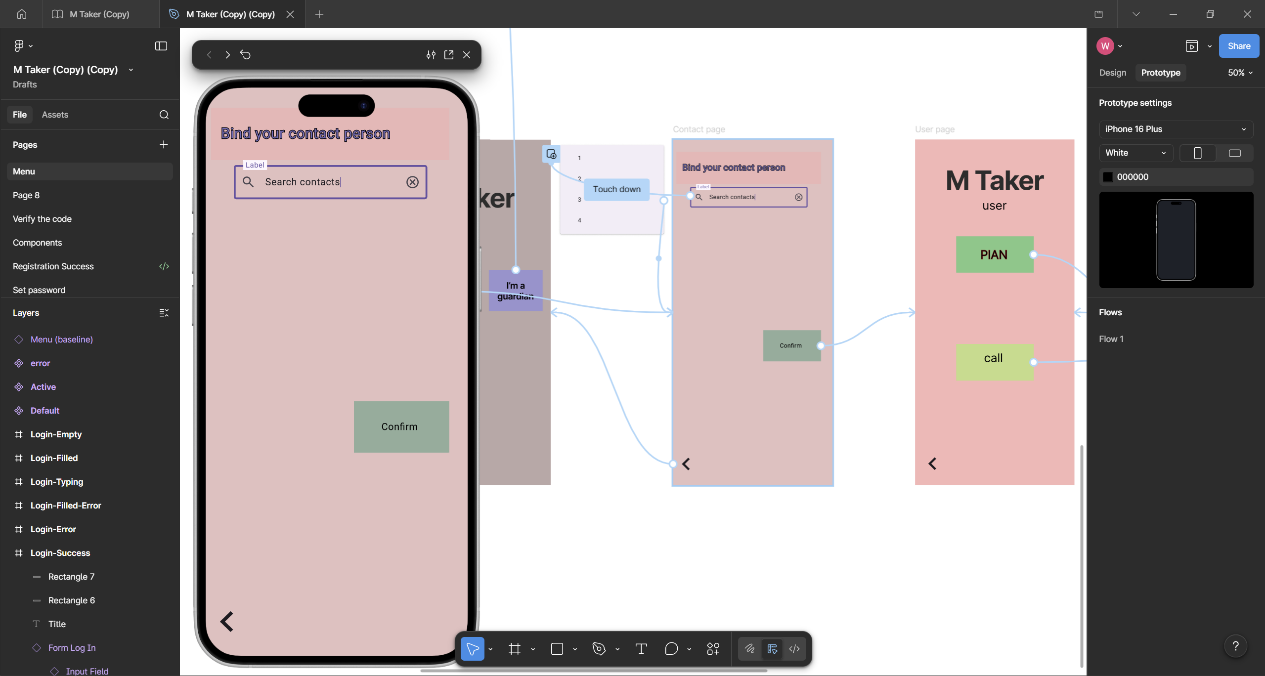 M Taker (Copy)
M Taker (Copy) (Copy)
M Taker (Copy) (Copy)
Drafts
File
Assets
Pages
Menu
Page 8
Verify the code
Components
Registration Success
Set password
Layers
Menu (baseline)
error
Active
Default
Login-Empty
Login-Filled
Login-Typing
Login-Filled-Error
Login-Error
Login-Success
Rectangle 7
Rectangle 6
Title
Form Log In
Input Field
Bind your contact person
Label
Search contacts
Confirm
ker
I'm a
guardian
1
2
3
4
Touch down
Contact page
Bind your contact person
Label
Search contacts
Confirm
User page
M Taker
user
PlAN
call
W
Share
Design
Prototype
50%
Prototype settings
iPhone 16 Plus
White
000000
Flows
Flow 1
?